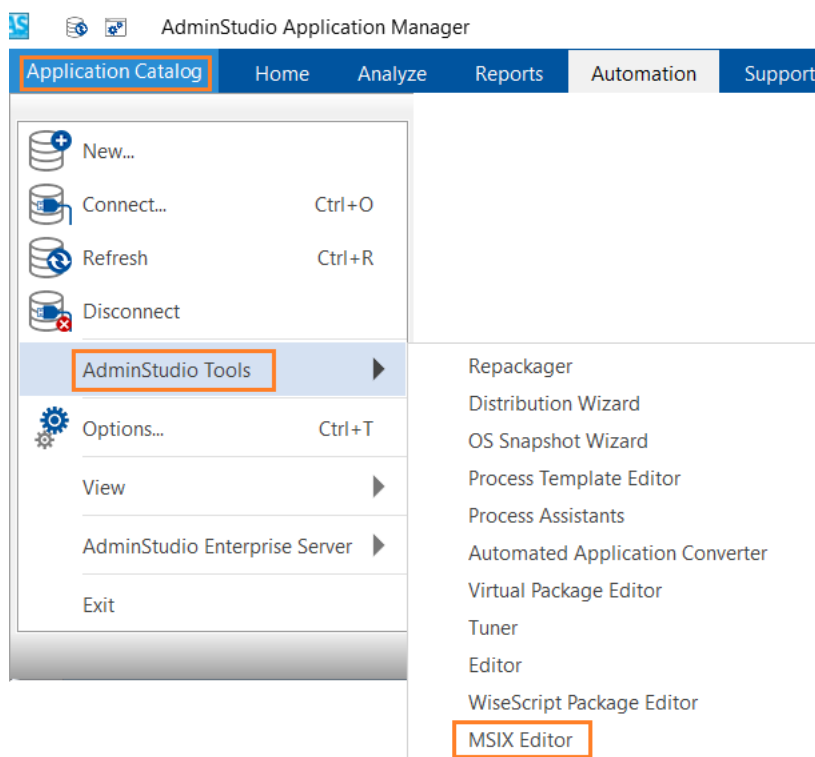 AS
AdminStudio Application Manager
Application Catalog Home Analyze Reports Automation Support
New...
Connect... Ctrl+O
Refresh Ctrl+R
Disconnect
AdminStudio Tools
Options... Ctrl+T
View
AdminStudio Enterprise Server
Exit
Repackager
Distribution Wizard
OS Snapshot Wizard
Process Template Editor
Process Assistants
Automated Application Converter
Virtual Package Editor
Tuner
Editor
WiseScript Package Editor
MSIX Editor